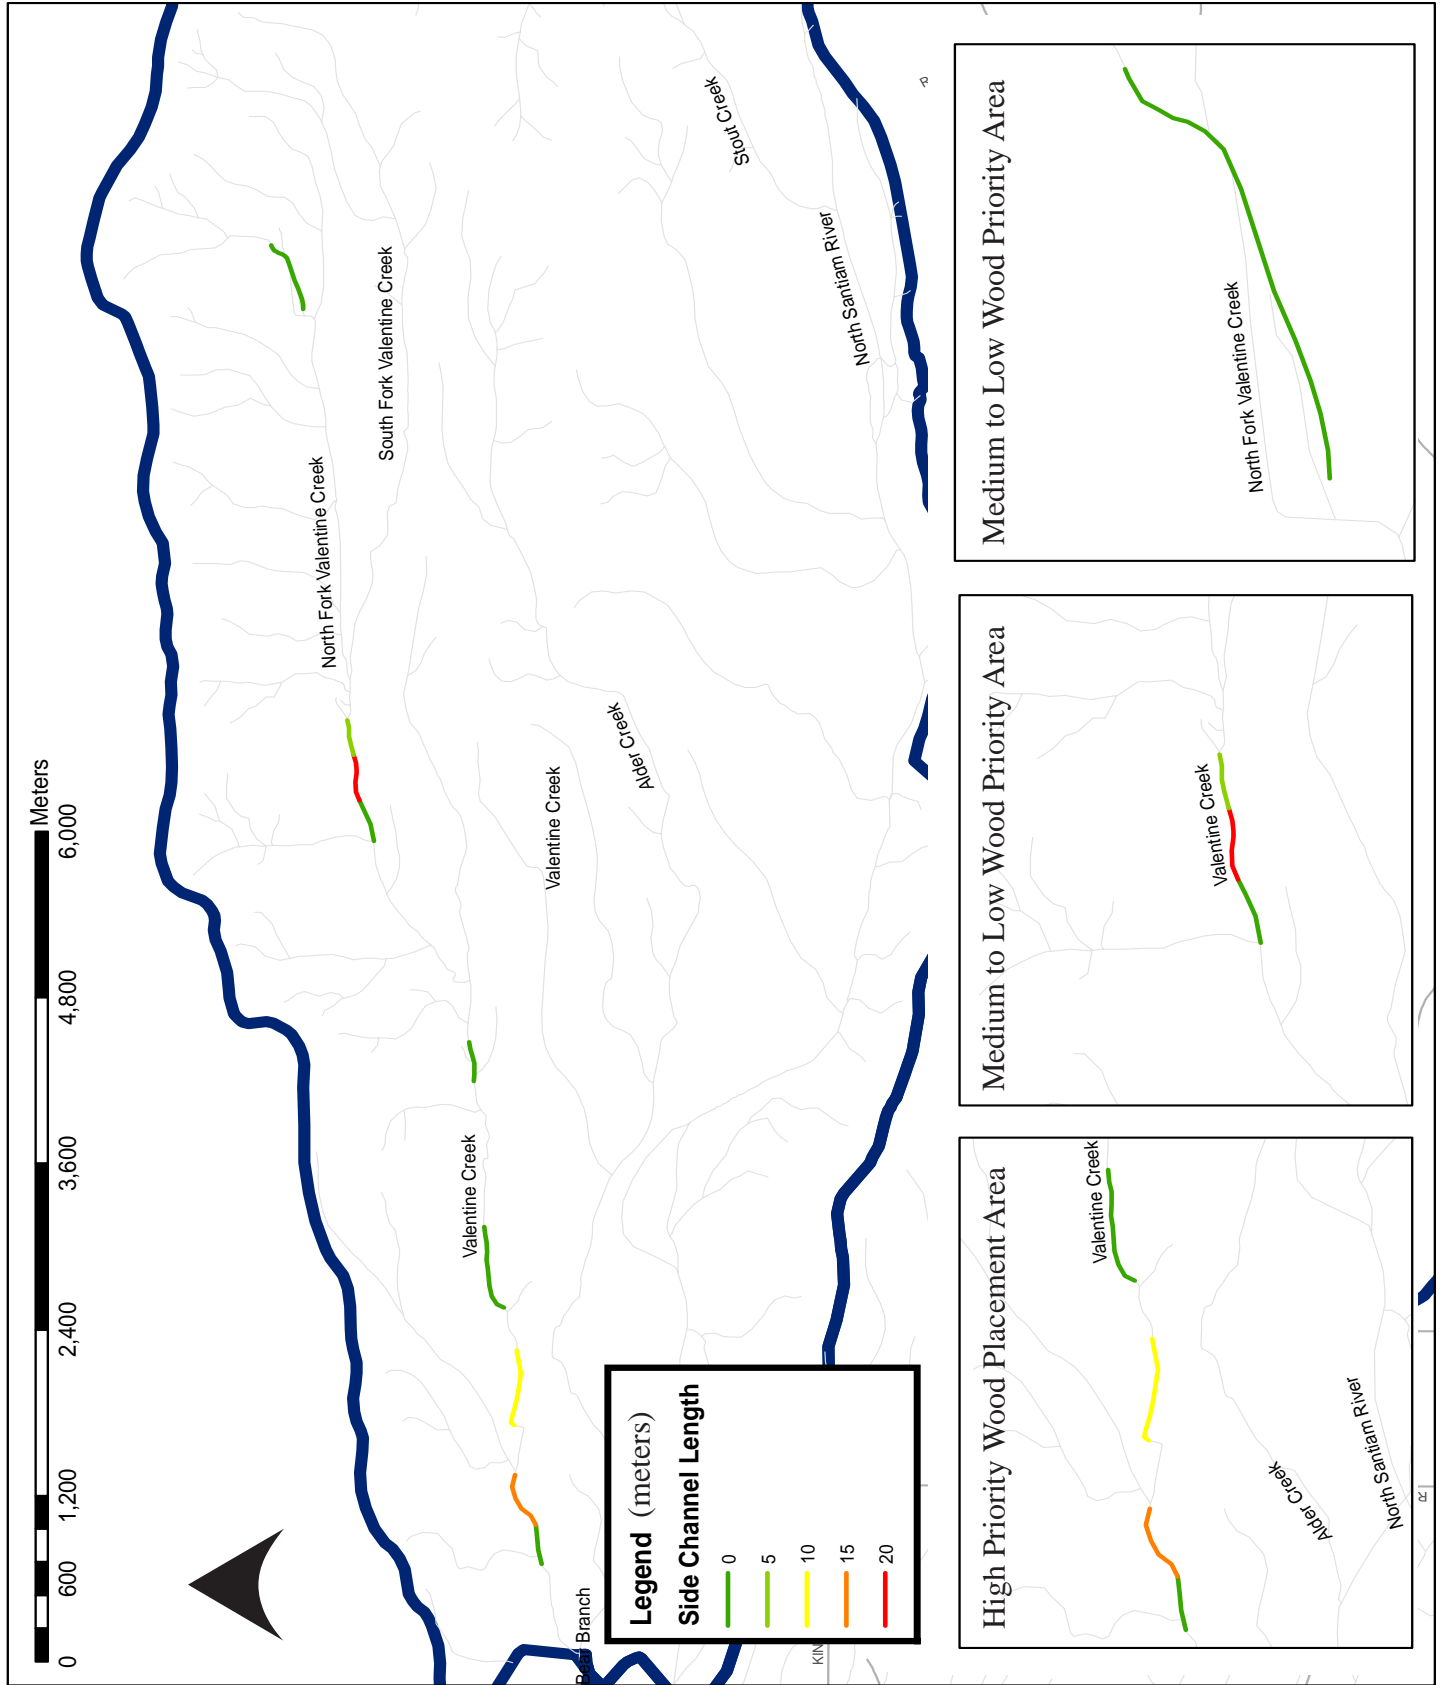 0 600 1,200 2,400 3,600 4,800 6,000
Meters
North Fork Valentine Creek
South Fork Valentine Creek
Stout Creek
North Santiam River
Valentine Creek
Valentine Creek
Alder Creek
Bear Branch
KIN
R
Legend (meters)
Side Channel Length
0
5
10
15
20
High Priority Wood Placement Area
Valentine Creek
Alder Creek
North Santiam River
R
Medium to Low Wood Priority Area
Valentine Creek
Medium to Low Wood Priority Area
North Fork Valentine Creek